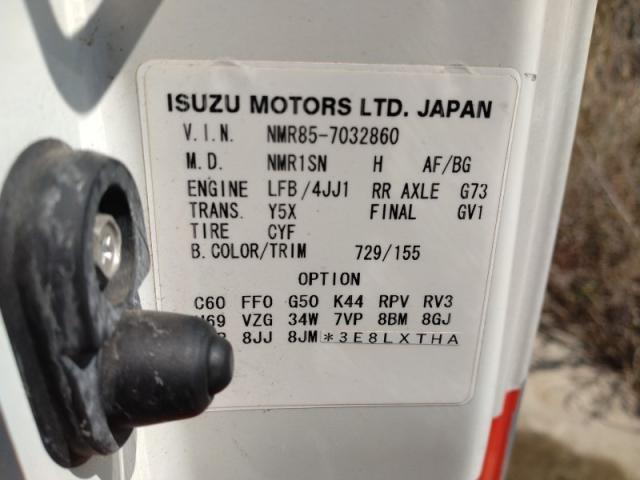 ISUZU MOTORS LTD. JAPAN
V.I.N. NMR85-7032860
M.D. NMR1SN H AF/BG
ENGINE LFB/4JJ1 RR AXLE G73
TRANS. Y5X FINAL GV1
TIRE CYF
B.COLOR/TRIM 729/155
OPTION
C60 FF0 G50 K44 RPV RV3
VZG 34W 7VP 8BM 8GJ
8JJ 8JM *3E8LXTHA